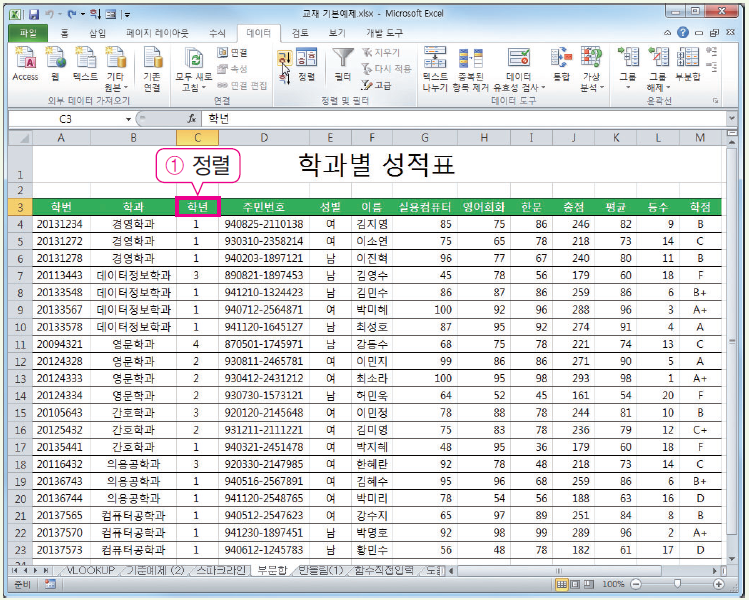 교재 기본예제.xlsx - Microsoft Excel
파일 홈 삽입 페이지 레이아웃 수식 데이터 검토 보기 개발 도구
Access 웹 텍스트 기타 원본 기존 연결 모두 새로 고침 연결 속성 연결 편집 정렬 필터 지우기 다시 적용 고급 텍스트 나누기 중복된 항목 제거 데이터 유효성 검사 통합 가상 분석 그룹 그룹 해제 부분합
외부 데이터 가져오기 연결 정렬 및 필터 데이터 도구 윤곽선
C3 fx 학년
A B C D E F G H I J K L M
① 정렬
1 학과별 성적표
2
3 학번 학과 학년 주민번호 성별 이름 실용컴퓨터 영어회화 한문 총점 평균 등수 학점
4 20131234 경영학과 1 940825-2110138 여 김지영 85 75 86 246 82 9 B
5 20131272 경영학과 1 930310-2358214 여 이소연 75 65 78 218 73 14 C
6 20131278 경영학과 1 940203-1897121 남 이진혁 96 77 67 240 80 11 B
7 20113443 데이터정보학과 3 890821-1897453 남 김영수 45 78 56 179 60 18 F
8 20133548 데이터정보학과 1 941210-1324423 남 김민수 86 87 86 259 86 6 B+
9 20133567 데이터정보학과 1 940712-2564871 여 박미혜 100 92 96 288 96 3 A+
10 20133578 데이터정보학과 1 941120-1645127 남 최성호 87 95 92 274 91 4 A
11 20094321 영문학과 4 870501-1745971 남 강동수 68 75 78 221 74 13 C
12 20124328 영문학과 2 930811-2465781 여 이민지 99 86 86 271 90 5 A
13 20124333 영문학과 2 930412-2431212 여 최소라 100 95 98 293 98 1 A+
14 20124334 영문학과 2 930730-1573121 남 허민욱 64 52 45 161 54 20 F
15 20105643 간호학과 3 920120-2145648 여 이민정 78 88 78 244 81 10 B
16 20125432 간호학과 2 931211-2111221 여 김미영 75 83 78 236 79 12 C+
17 20135441 간호학과 1 940321-2451478 여 박지혜 48 95 36 179 60 18 F
18 20116432 의용공학과 3 920330-2147985 여 한혜란 92 78 48 218 73 14 C
19 20136743 의용공학과 1 940516-2567891 여 김혜수 95 96 68 259 86 6 B+
20 20136744 의용공학과 1 941120-2548765 여 박미리 78 54 56 188 63 16 D
21 20137565 컴퓨터공학과 1 940512-2547623 여 강수지 65 97 89 251 84 8 B
22 20137570 컴퓨터공학과 1 941230-1897451 남 박명호 92 98 99 289 96 2 A+
23 20137573 컴퓨터공학과 1 940612-1245783 남 황민수 56 48 78 182 61 17 D
VLOOKUP 기준예제 (2) 스파크라인 부분합 반올림(1) 함수직접입력
준비 100%